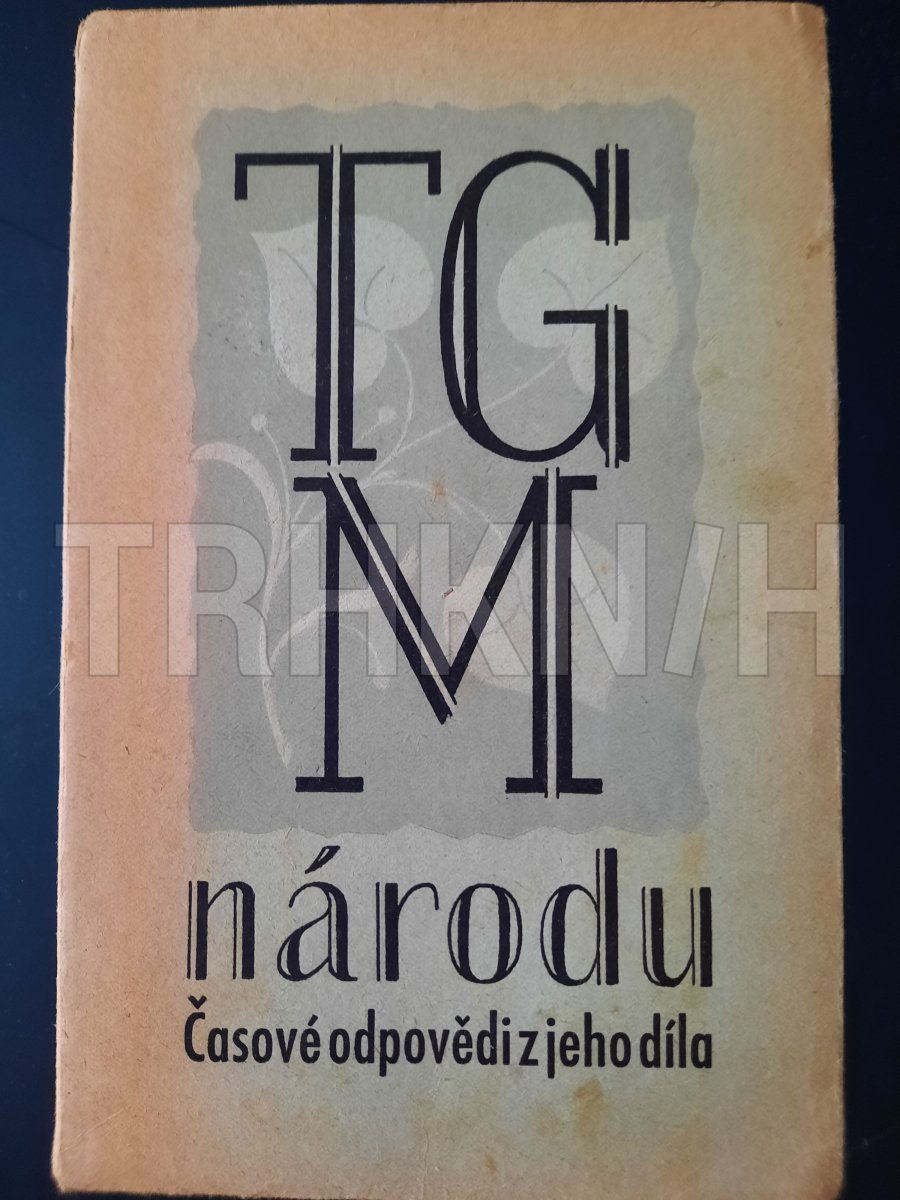 TG
M
TRHKNIH
národu
Časové odpovědi z jeho díla